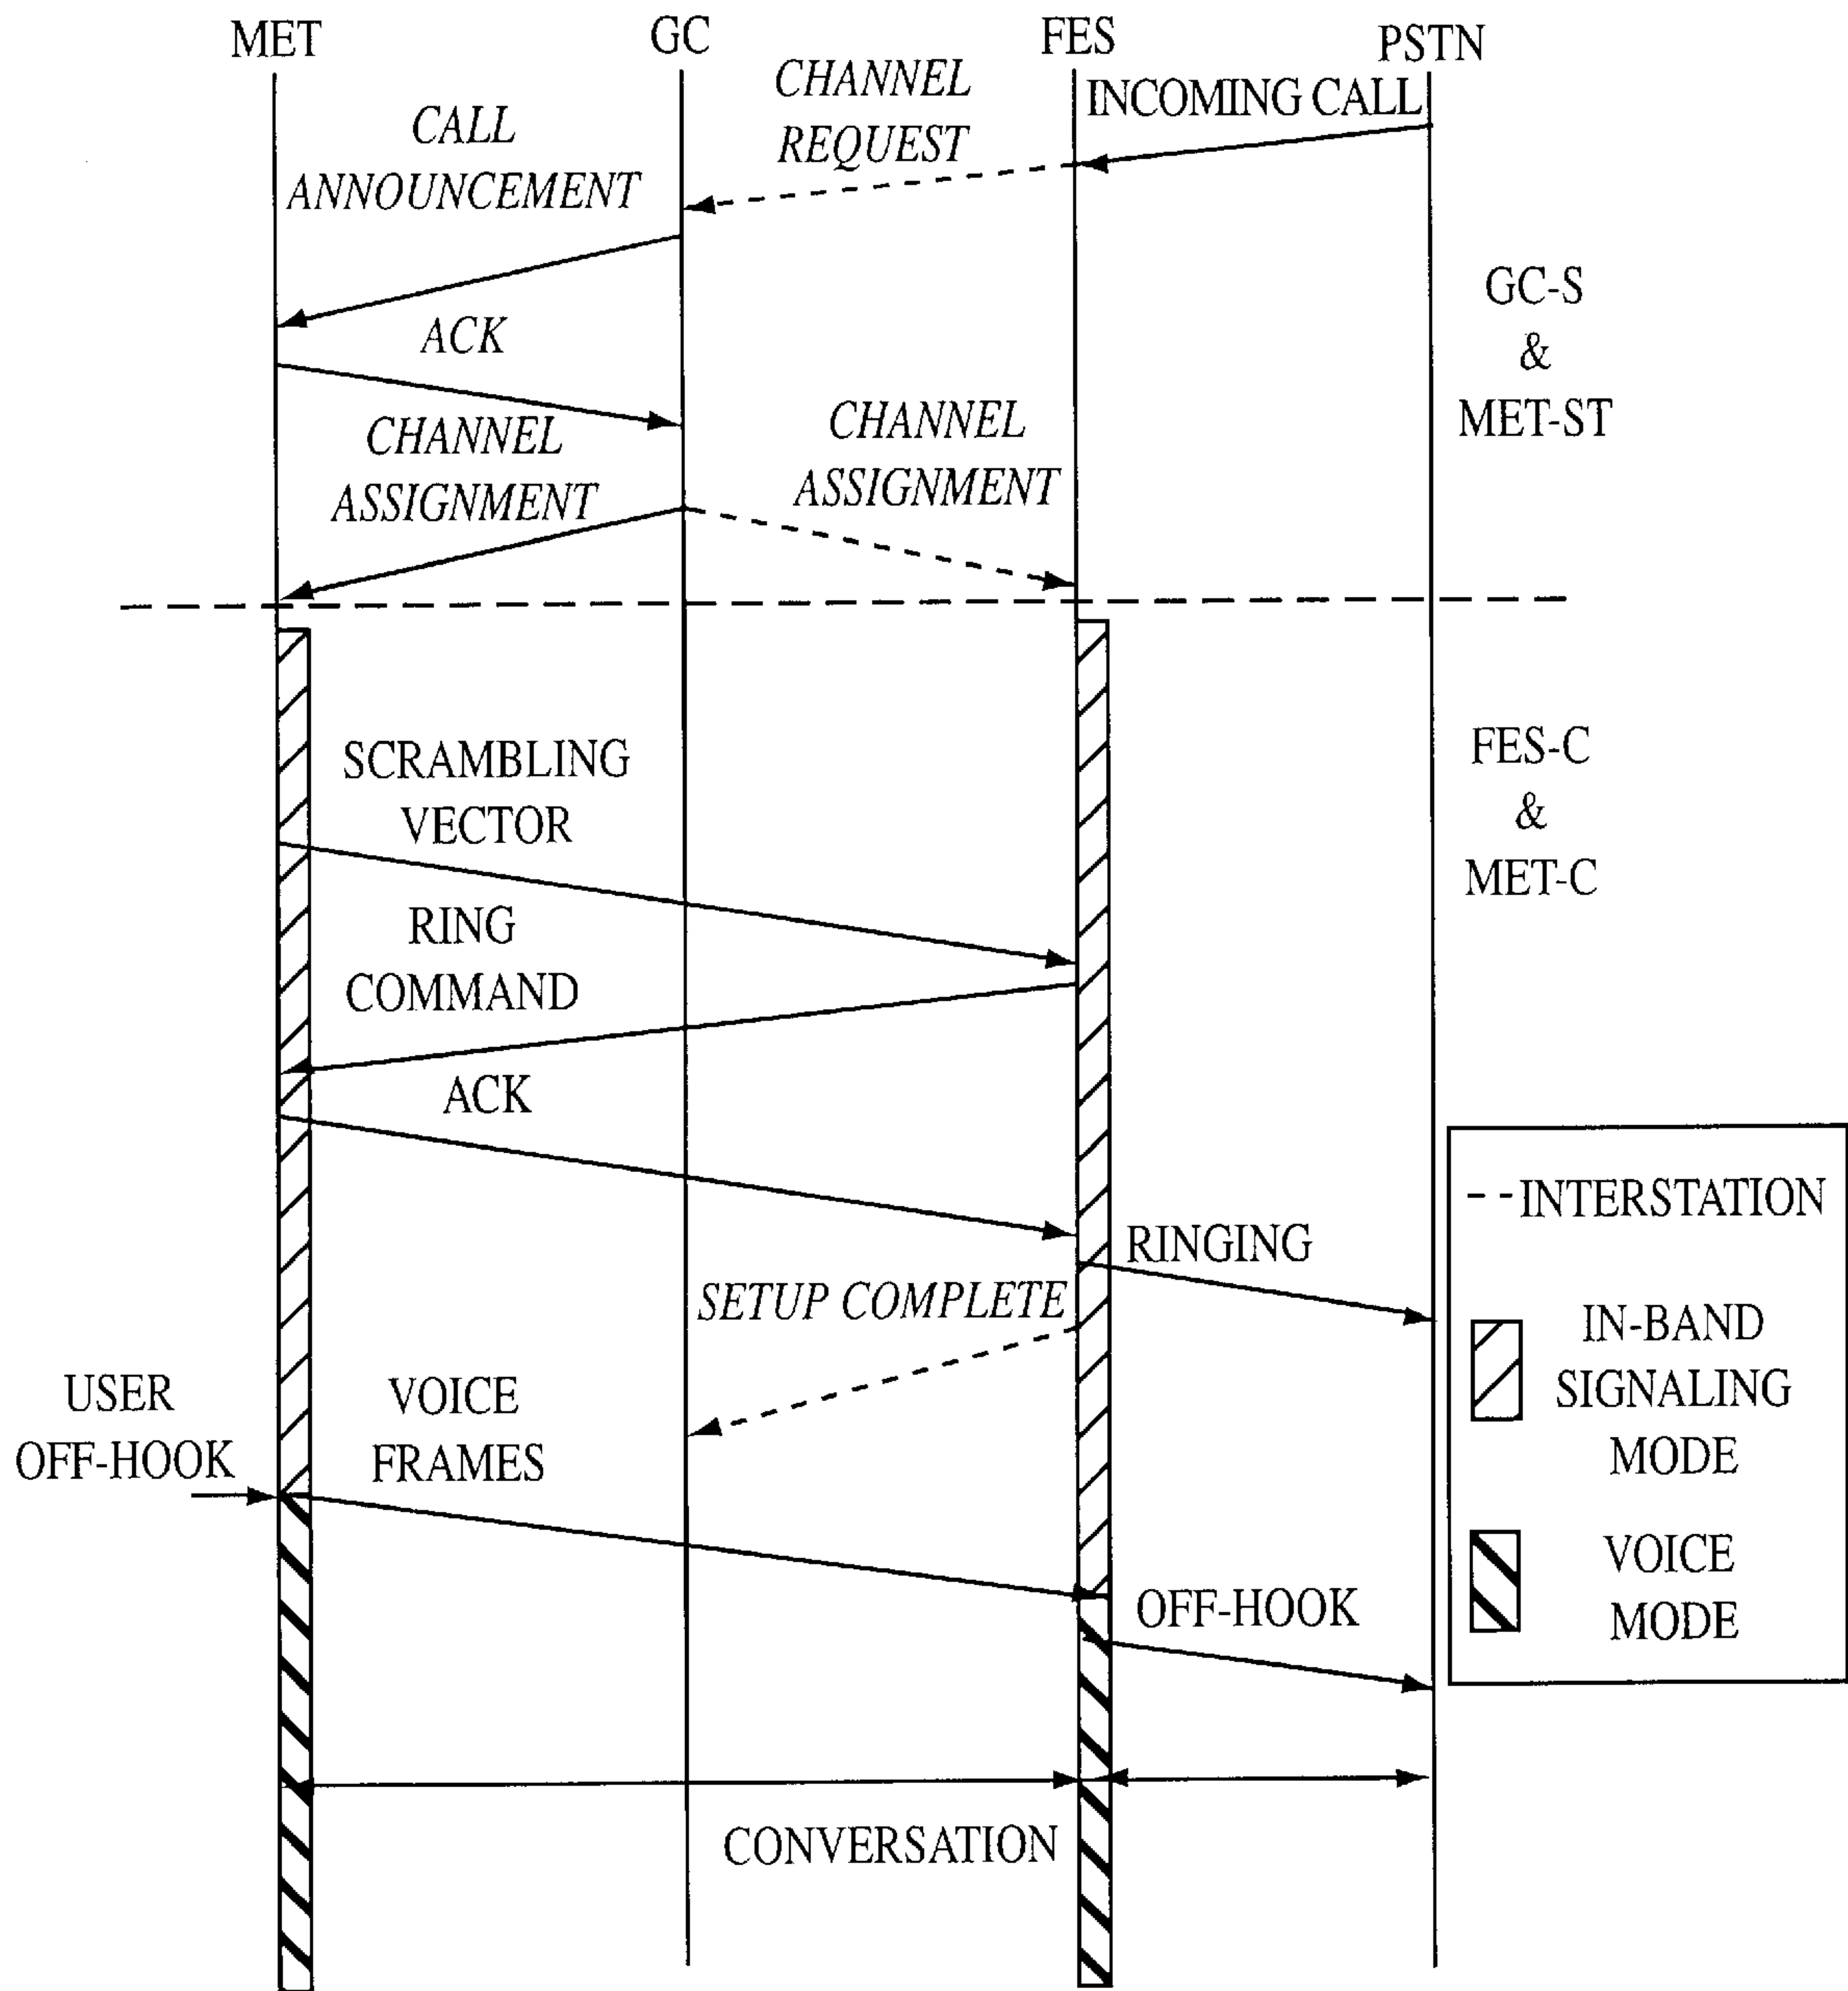 MET
GC
FES
PSTN
CHANNEL
REQUEST
INCOMING CALL
CALL
ANNOUNCEMENT
GC-S
&
MET-ST
ACK
CHANNEL
ASSIGNMENT
CHANNEL
ASSIGNMENT
SCRAMBLING
VECTOR
FES-C
&
MET-C
RING
COMMAND
ACK
RINGING
SETUP COMPLETE
USER
OFF-HOOK
VOICE
FRAMES
OFF-HOOK
CONVERSATION
INTERSTATION
IN-BAND
SIGNALING
MODE
VOICE
MODE